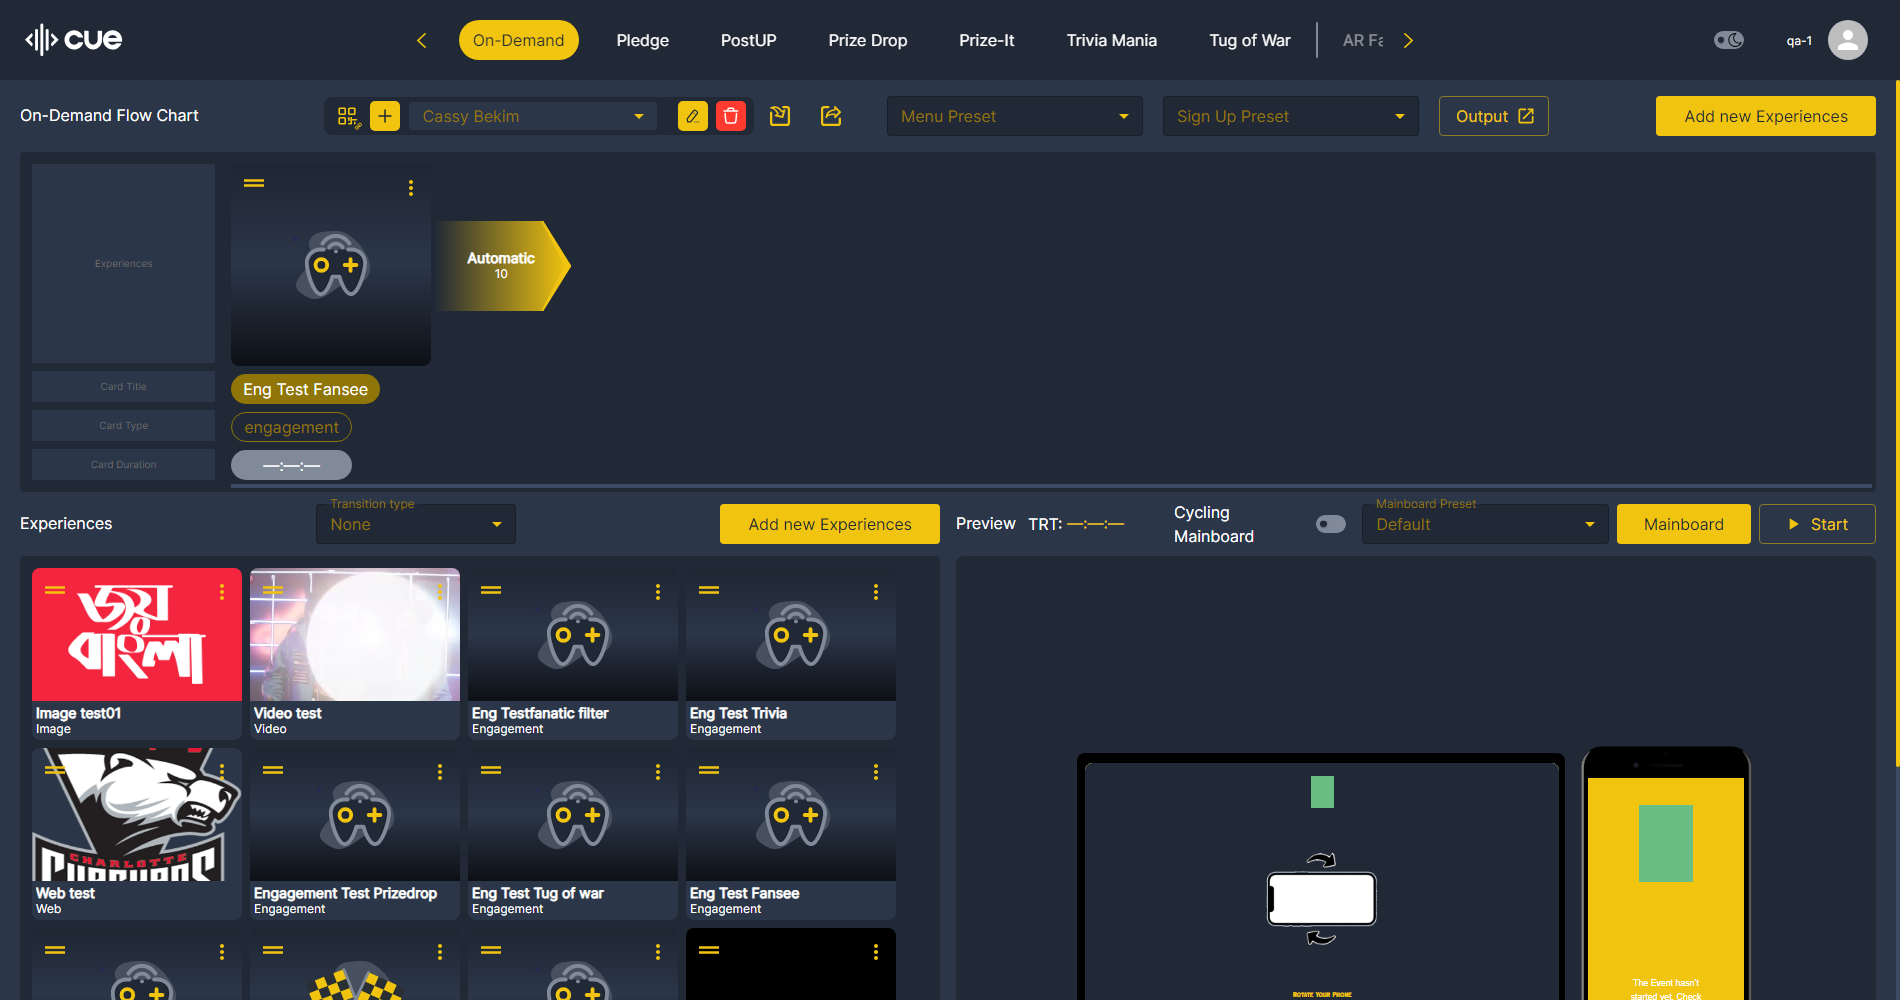 cue
On-Demand
Pledge
PostUP
Prize Drop
Prize-It
Trivia Mania
Tug of War
AR Fa
qa-1
On-Demand Flow Chart
Cassy Bekim
Menu Preset
Sign Up Preset
Output
Add new Experiences
Experiences
Automatic
10
Card Title
Eng Test Fansee
Card Type
engagement
Card Duration
—:—:—
Experiences
Transition type
None
Add new Experiences
Preview
TRT: —:—:—
Cycling
Mainboard
Mainboard Preset
Default
Mainboard
Start
জয়
বাংলা
Image test01
Image
Video test
Video
Eng Testfanatic filter
Engagement
Eng Test Trivia
Engagement
CHARLOTTE
Web test
Web
Engagement Test Prizedrop
Engagement
Eng Test Tug of war
Engagement
Eng Test Fansee
Engagement
Rotate Your Phone
The Event hasn't
started yet. Check